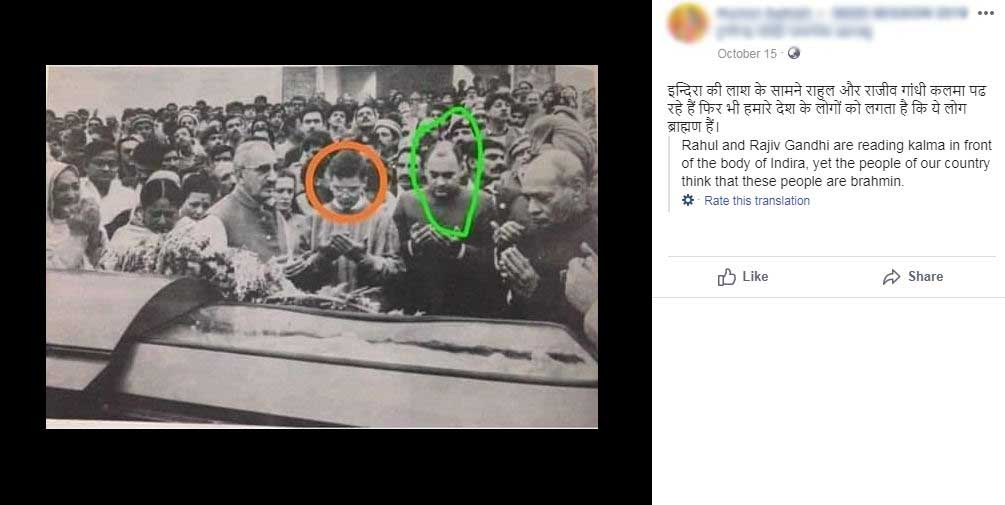 October 15
इन्दिरा की लाश के सामने राहुल और राजीव गांधी कलमा पढ
रहे हैं फिर भी हमारे देश के लोगों को लगता है कि ये लोग
ब्राह्मण हैं।
Rahul and Rajiv Gandhi are reading kalma in front
of the body of Indira, yet the people of our country
think that these people are brahmin.
Rate this translation
Like
Share